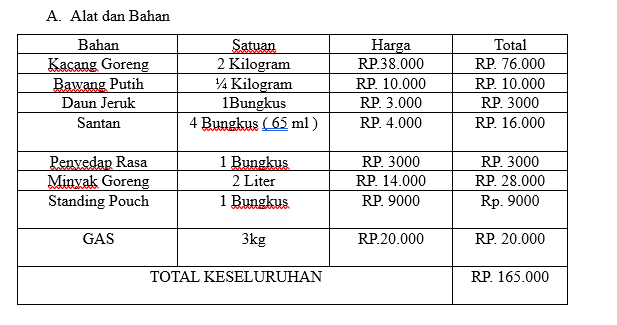 A. Alat dan Bahan
Bahan Satuan Harga Total
Kacang Goreng 2 Kilogram RP.38.000 RP. 76.000
Bawang Putih ¼ Kilogram RP. 10.000 RP. 10.000
Daun Jeruk 1Bungkus RP. 3.000 RP. 3000
Santan 4 Bungkus ( 65 ml ) RP. 4.000 RP. 16.000
Penyedap Rasa 1 Bungkus RP. 3000 RP. 3000
Minyak Goreng 2 Liter RP. 14.000 RP. 28.000
Standing Pouch 1 Bungkus RP. 9000 Rp. 9000
GAS 3kg RP.20.000 RP. 20.000
TOTAL KESELURUHAN RP. 165.000